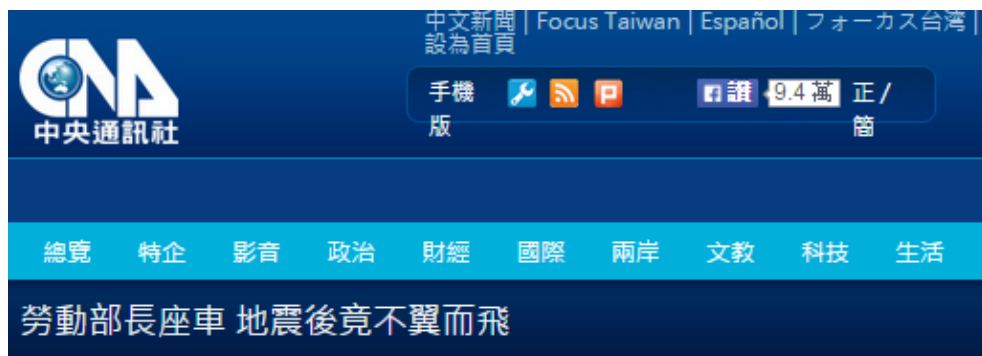 中文新聞 | Focus Taiwan | Español | フォーカス台湾 |
設為首頁
CNA
中央通訊社
手機版
讚 9.4 萬
正/簡
總覽 特企 影音 政治 財經 國際 兩岸 文教 科技 生活
勞動部長座車 地震後竟不翼而飛